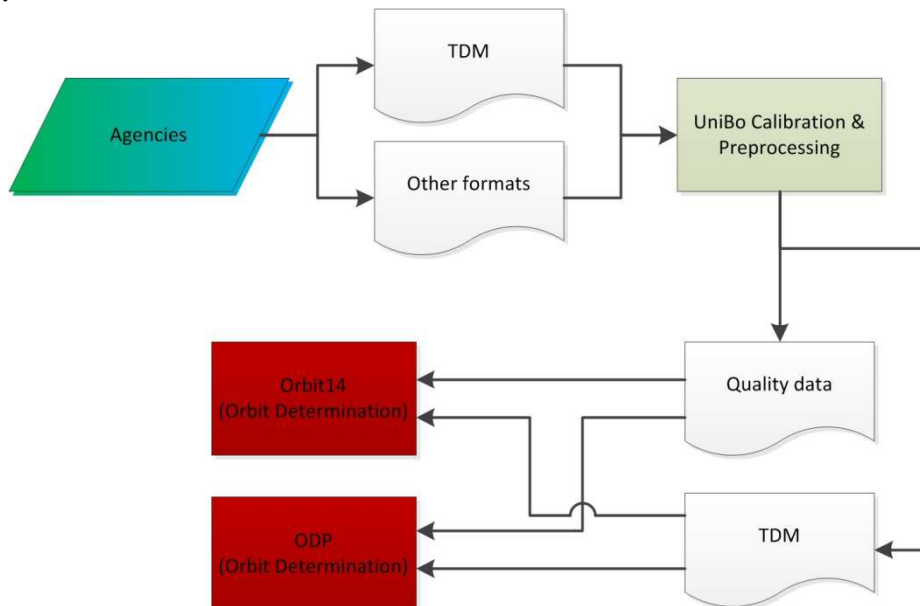 TDM
Agencies
UniBo Calibration &
Preprocessing
Other formats
Orbit14
(Orbit Determination)
Quality data
ODP
(Orbit Determination)
TDM